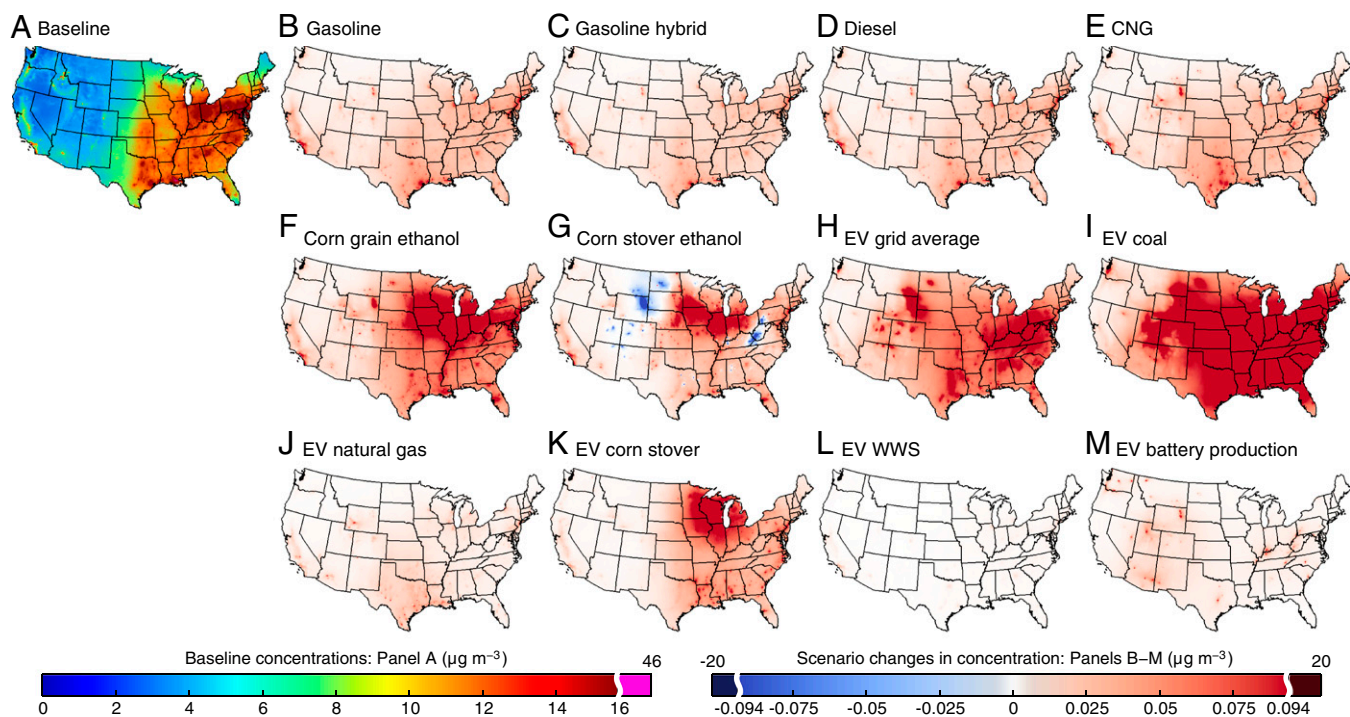 A Baseline
B Gasoline
C Gasoline hybrid
D Diesel
E CNG
F Corn grain ethanol
G Corn stover ethanol
H EV grid average
I EV coal
J EV natural gas
K EV corn stover
L EV WWS
M EV battery production
Baseline concentrations: Panel A (µg m⁻³) 46
0 2 4 6 8 10 12 14 16
-20 Scenario changes in concentration: Panels B–M (µg m⁻³) 20
-0.094 -0.075 -0.05 -0.025 0 0.025 0.05 0.075 0.094